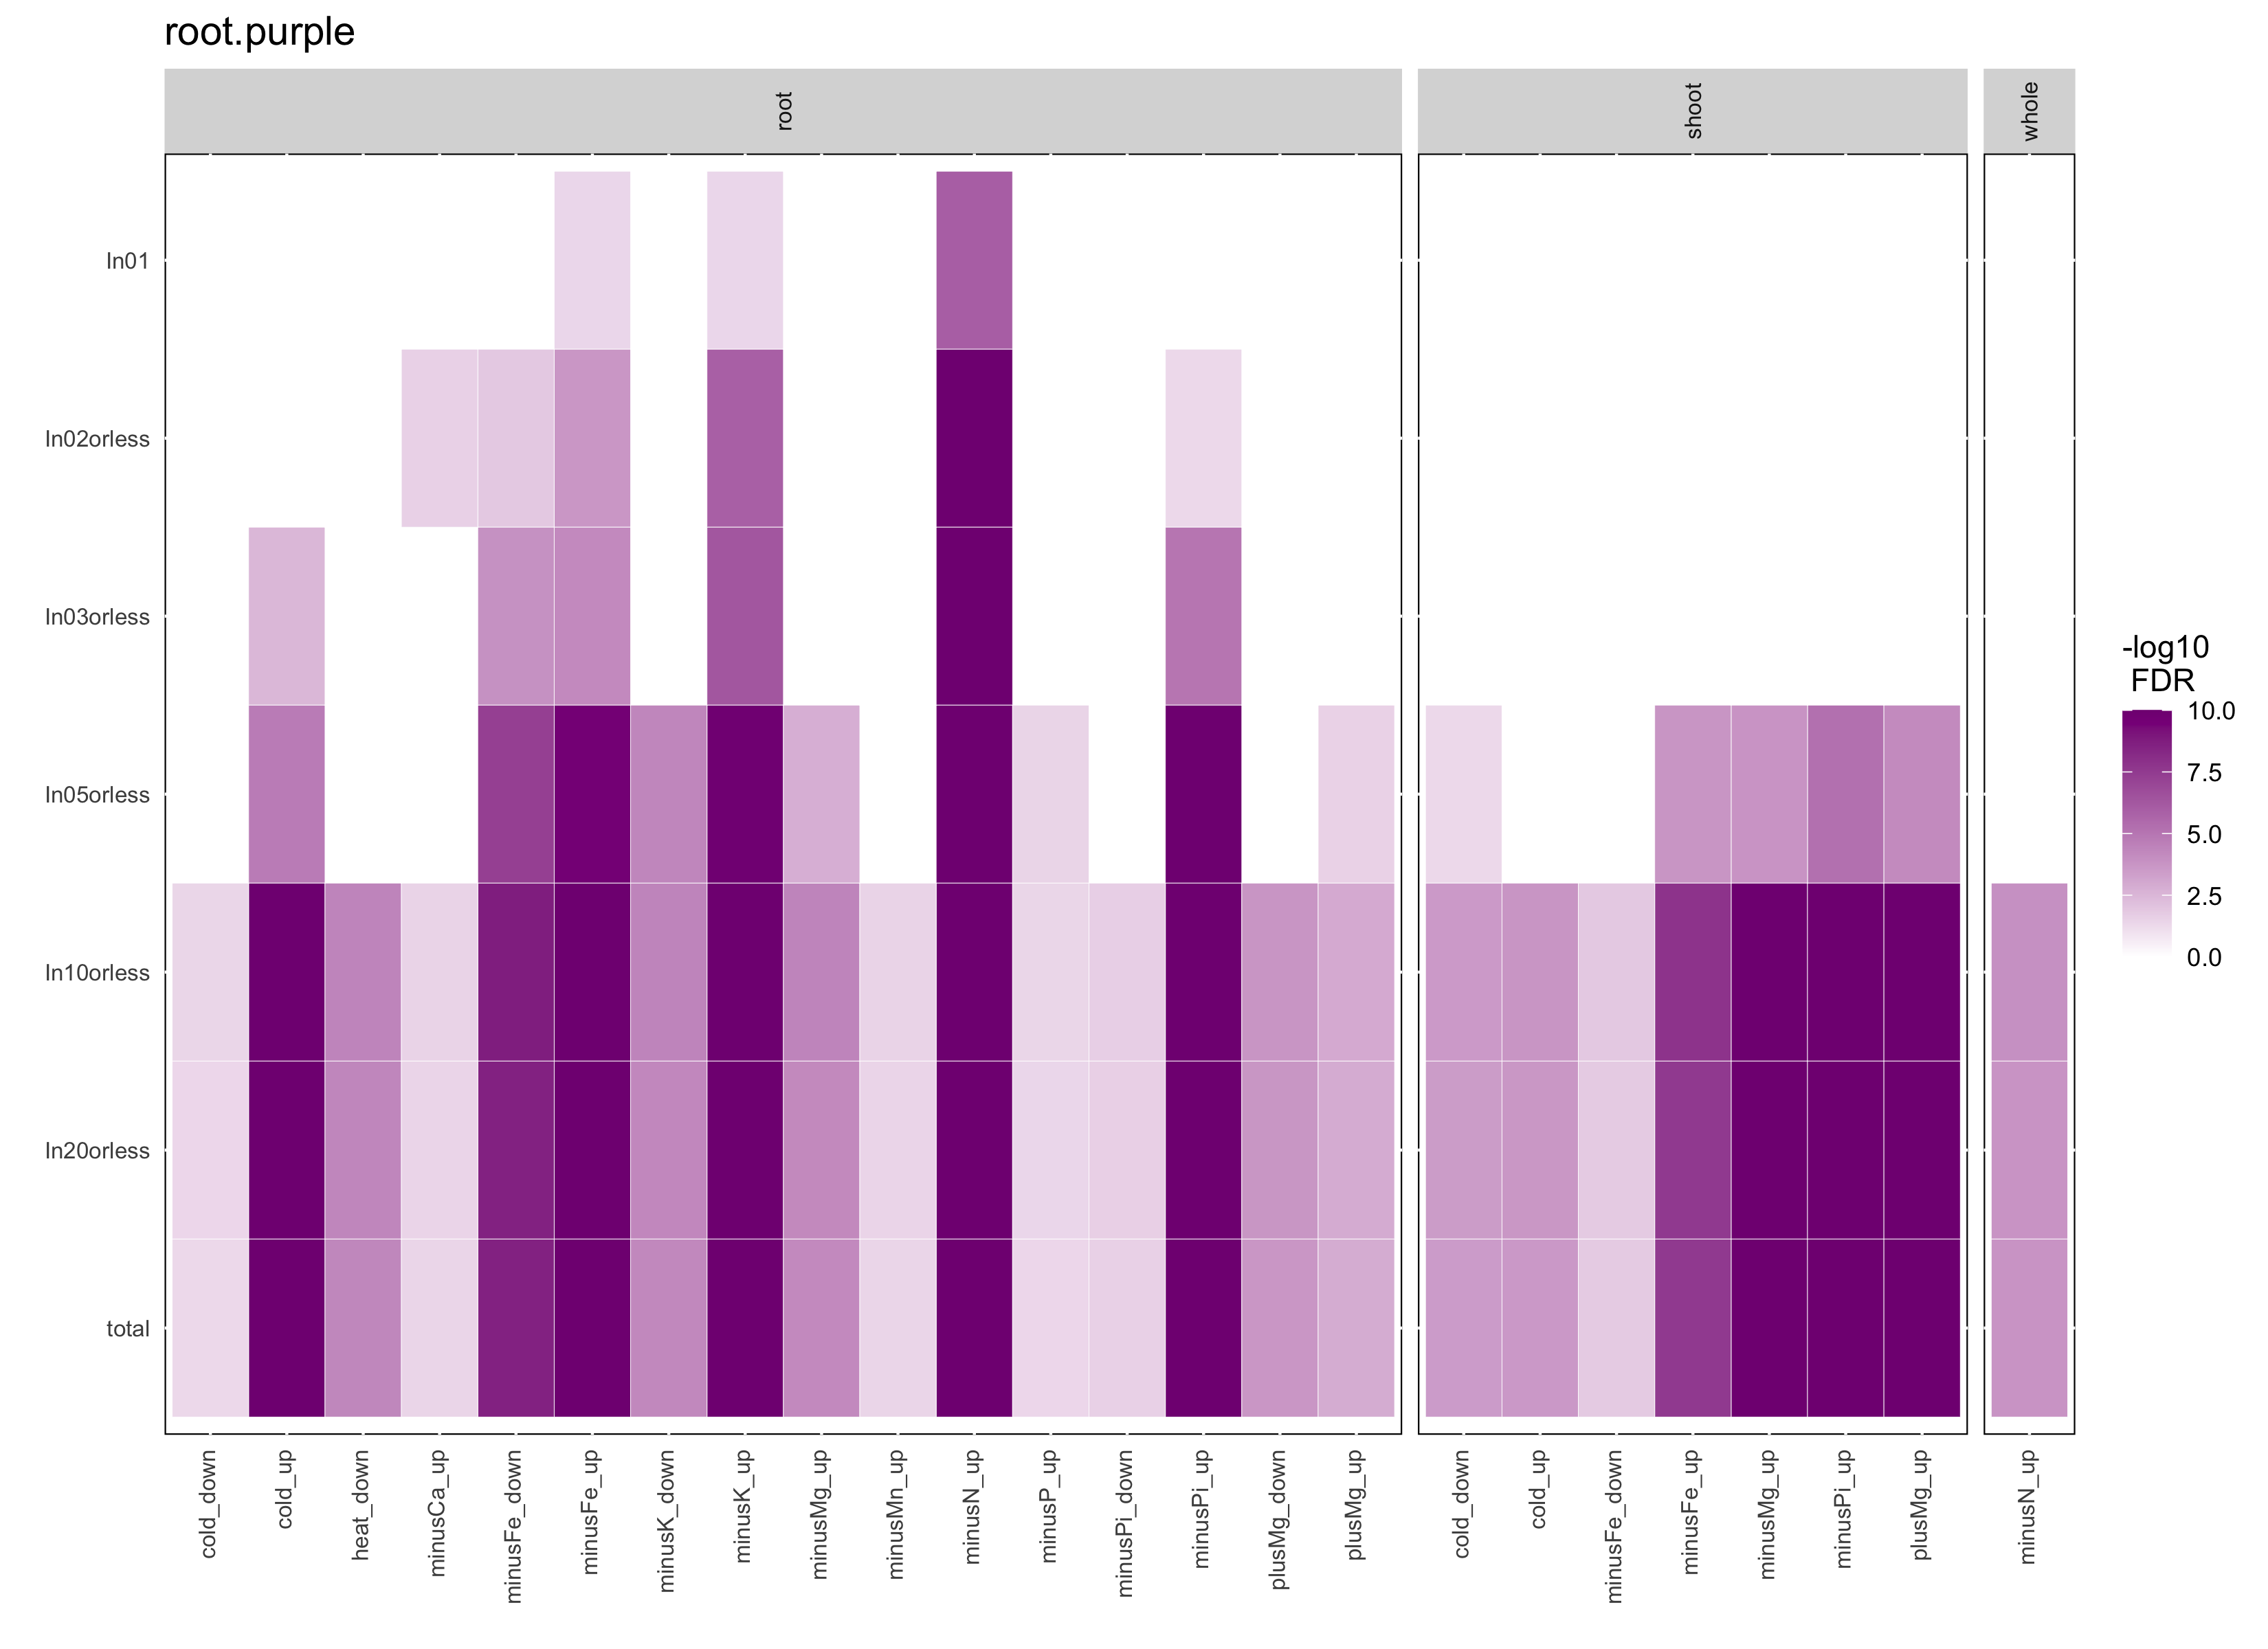 root.purple
root
shoot
whole
In01
In02orless
In03orless
In05orless
In10orless
In20orless
total
cold_down
cold_up
heat_down
minusCa_up
minusFe_down
minusFe_up
minusK_down
minusK_up
minusMg_up
minusMn_up
minusN_up
minusP_up
minusPi_down
minusPi_up
plusMg_down
plusMg_up
cold_down
cold_up
minusFe_down
minusFe_up
minusMg_up
minusPi_up
plusMg_up
minusN_up
-log10
FDR
10.0
7.5
5.0
2.5
0.0